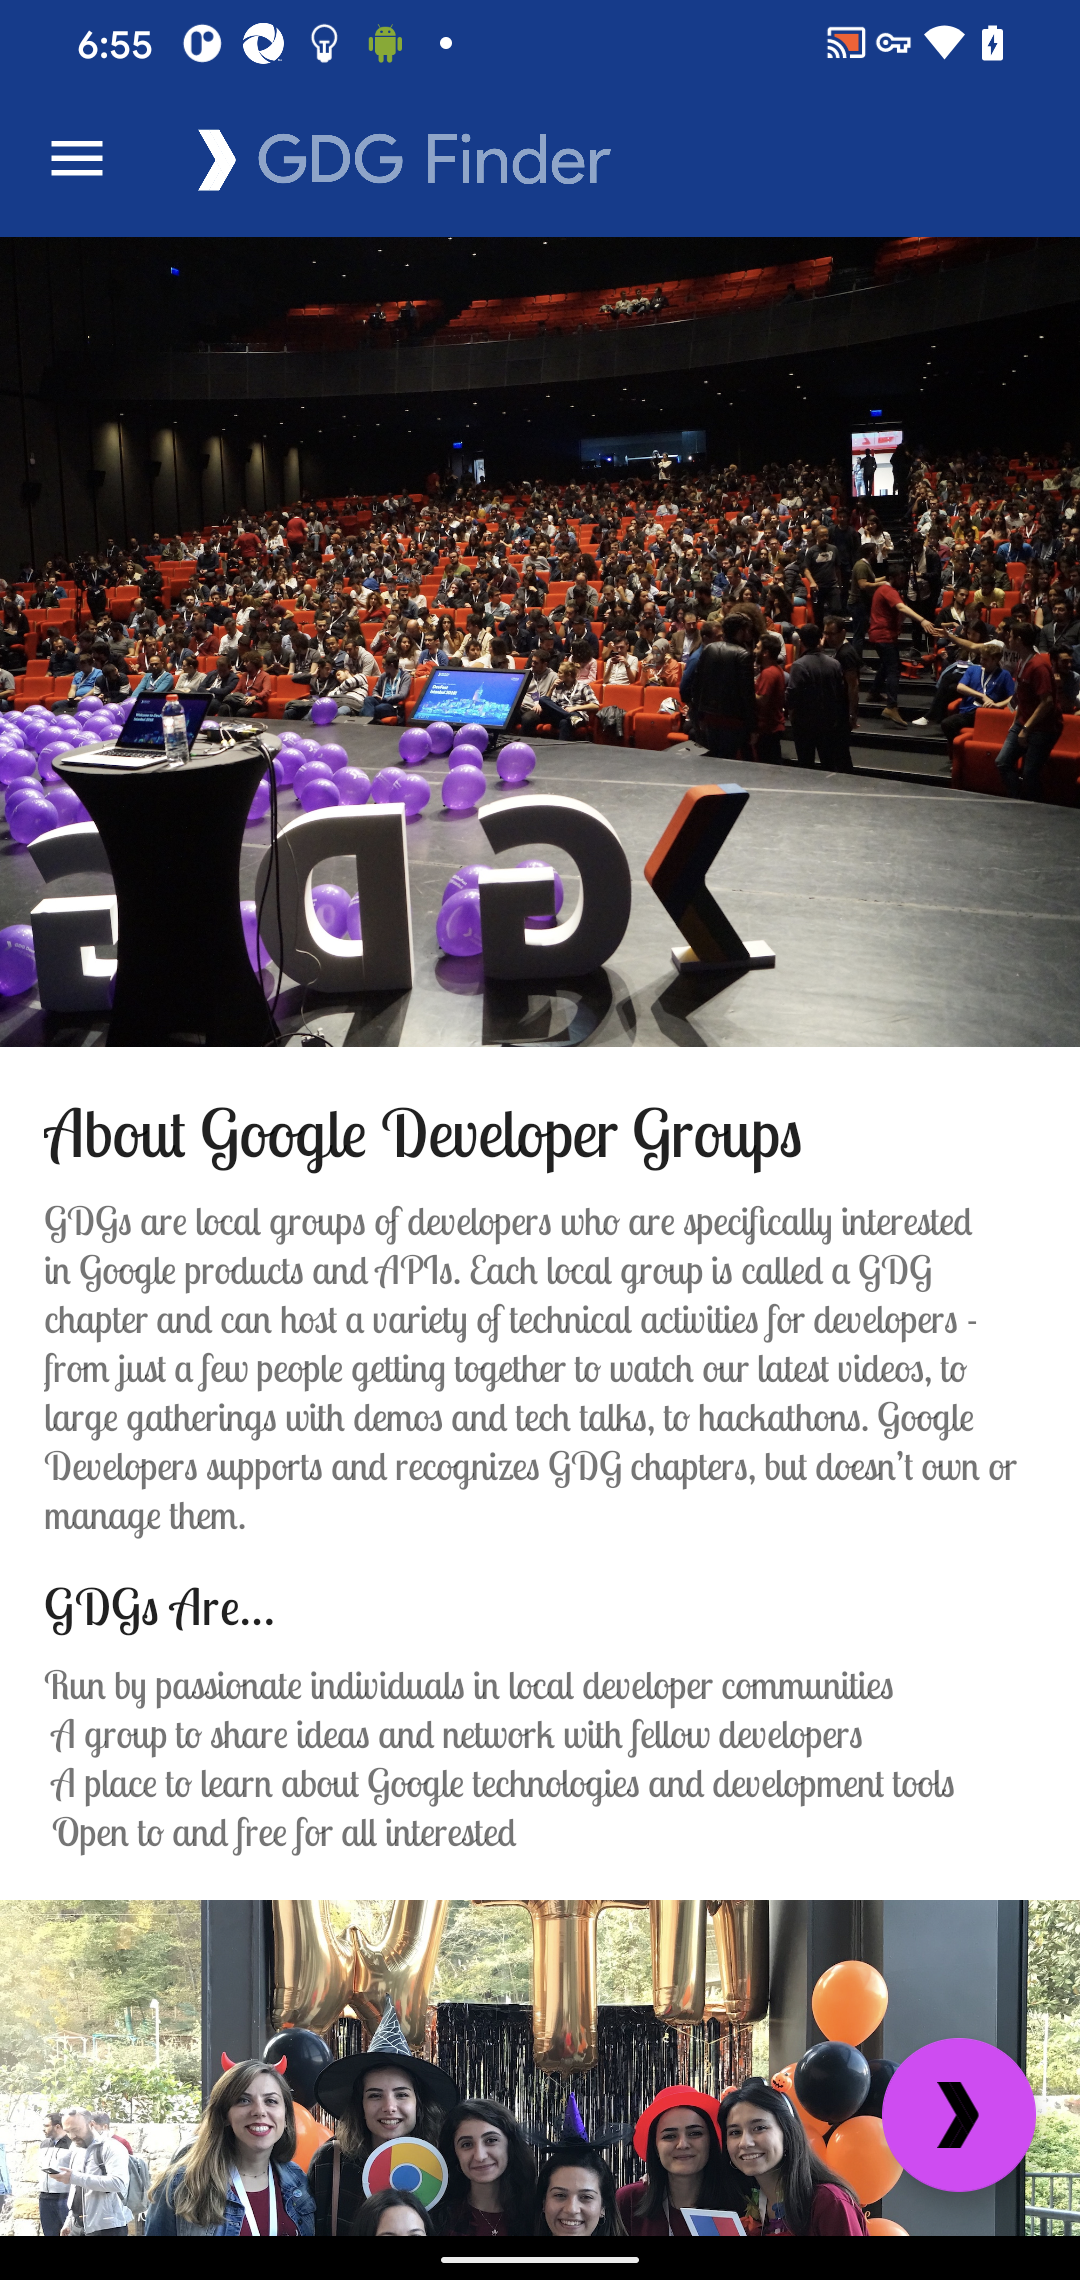 6:55
GDG Finder
GDG
About Google Developer Groups
GDGs are local groups of developers who are specifically interested
in Google products and APIs. Each local group is called a GDG
chapter and can host a variety of technical activities for developers -
from just a few people getting together to watch our latest videos, to
large gatherings with demos and tech talks, to hackathons. Google
Developers supports and recognizes GDG chapters, but doesn't own or
manage them.
GDGs Are...
Run by passionate individuals in local developer communities
A group to share ideas and network with fellow developers
A place to learn about Google technologies and development tools
Open to and free for all interested